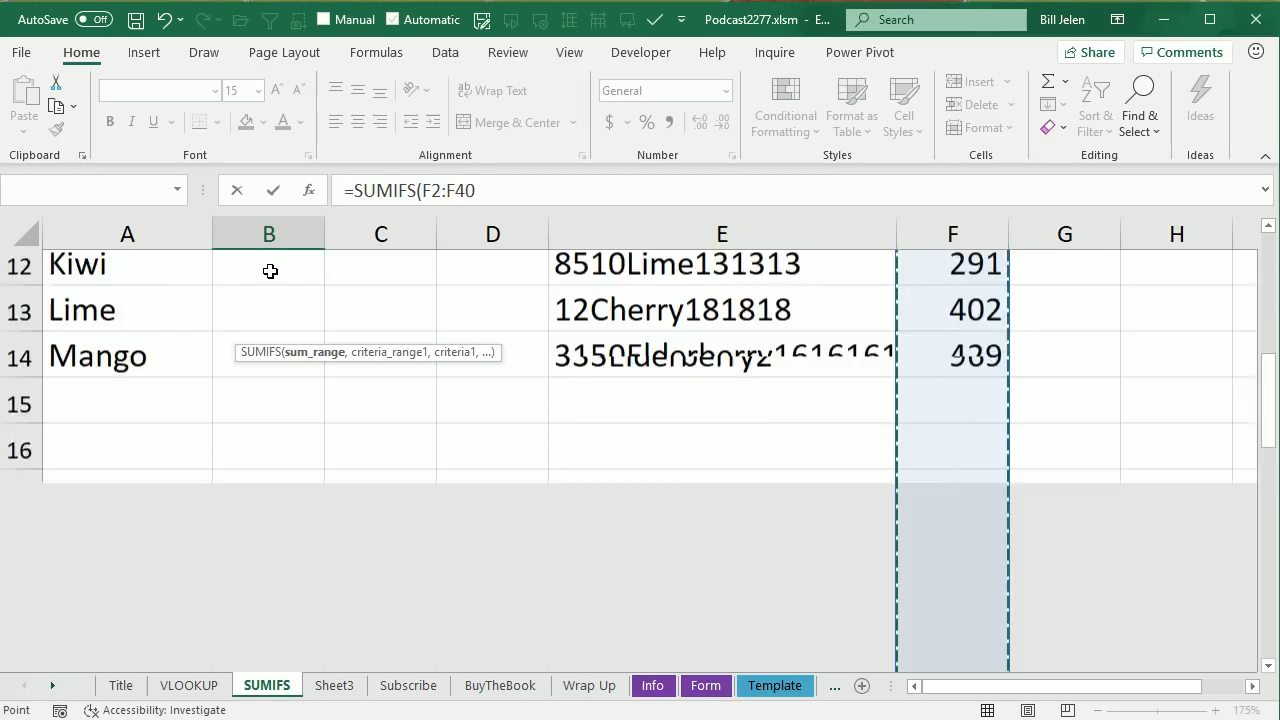 AutoSave Off Manual Automatic Podcast2277.xlsm - E... Search Bill Jelen
File Home Insert Draw Page Layout Formulas Data Review View Developer Help Inquire Power Pivot Share Comments
Paste 15 Wrap Text General Conditional Formatting Format as Table Cell Styles Insert Sort & Filter Find & Select Ideas
B I U Merge & Center $ % Delete
Format
Clipboard Font Alignment Number Styles Cells Editing Ideas
=SUMIFS(F2:F40
A B C D E F G H
12 Kiwi 8510Lime131313 291
13 Lime 12Cherry181818 402
14 Mango
SUMIFS(sum_range, criteria_range1, criteria1, ...)
15
16
Title VLOOKUP SUMIFS Sheet3 Subscribe BuyTheBook Wrap Up Info Form Template ...
Point Accessibility: Investigate 175%